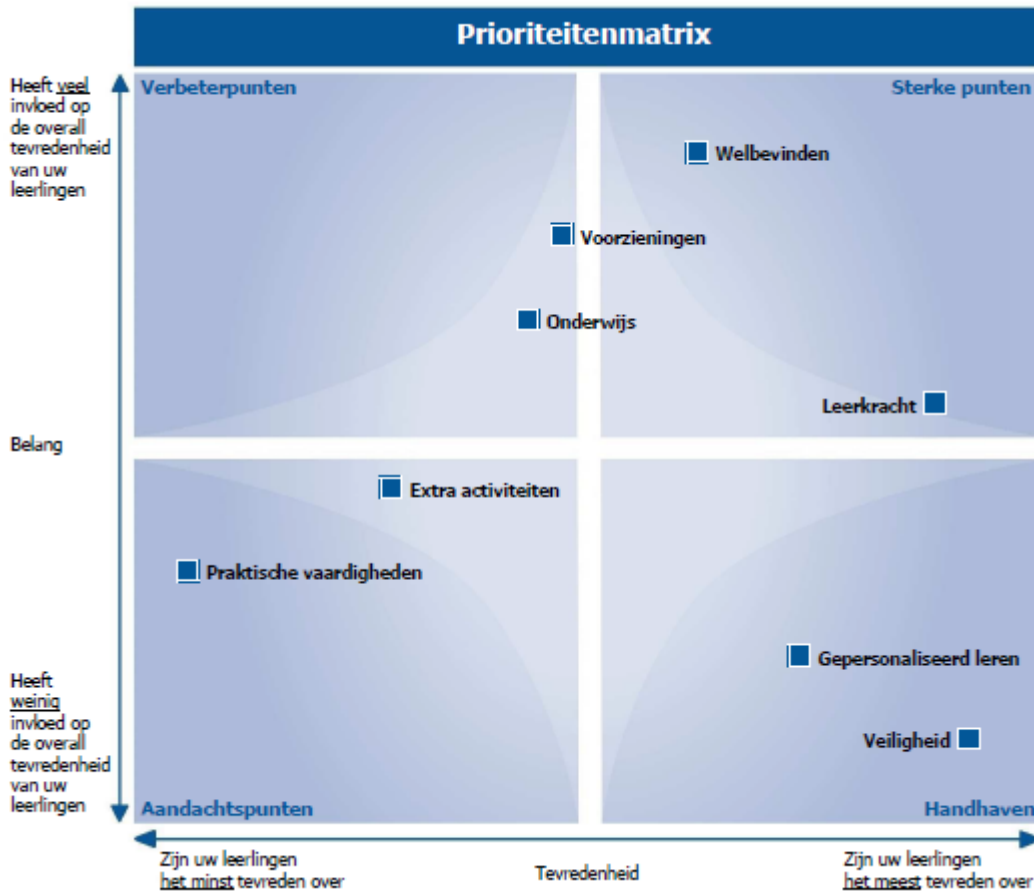 Prioriteitenmatrix
Heeft veel
invloed op
de overall
tevredenheid
van uw
leerlingen
Verbeterpunten
Sterke punten
Welbevinden
Voorzieningen
Onderwijs
Leerkracht
Belang
Extra activiteiten
Praktische vaardigheden
Gepersonaliseerd leren
Veiligheid
Heeft
weinig
invloed op
de overall
tevredenheid
van uw
leerlingen
Aandachtspunten
Handhaven
Zijn uw leerlingen
het minst tevreden over
Tevredenheid
Zijn uw leerlingen
het meest tevreden over